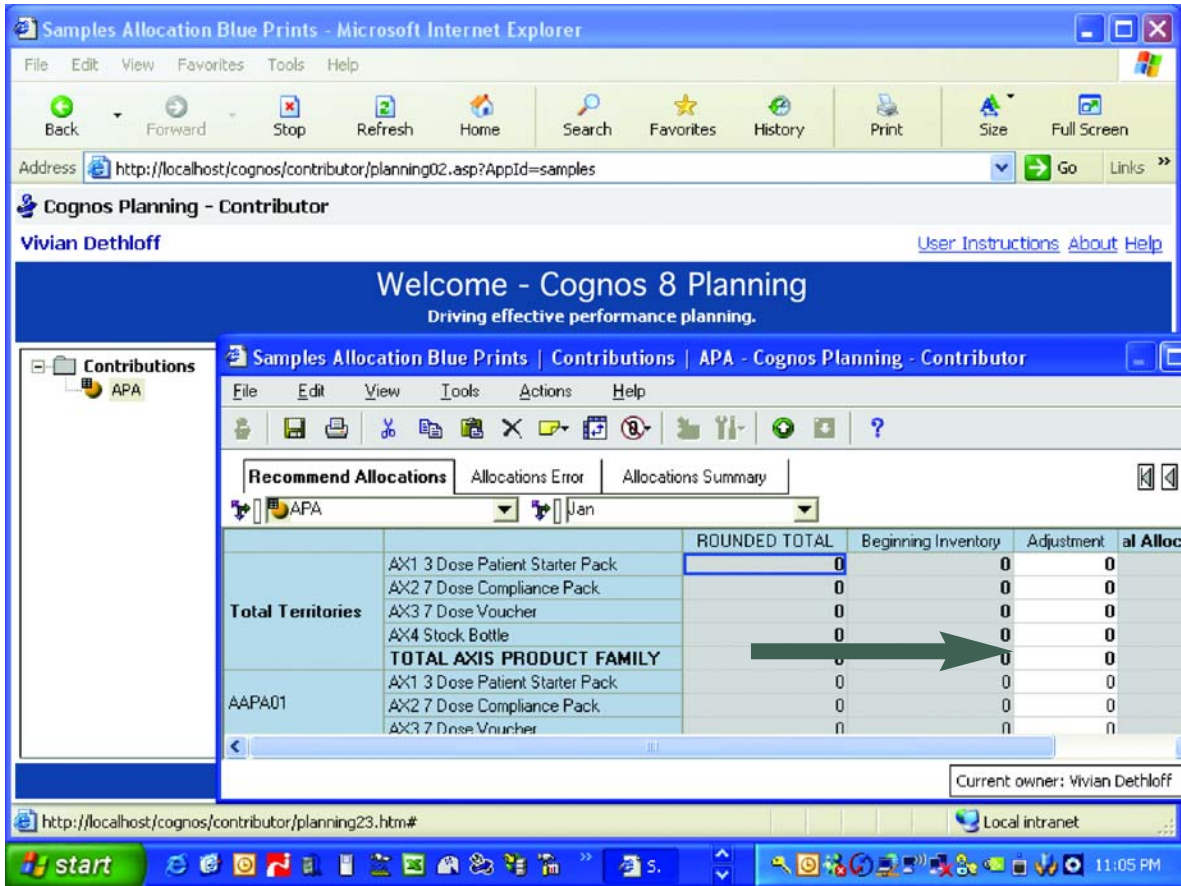 Samples Allocation Blue Prints - Microsoft Internet Explorer
File Edit View Favorites Tools Help
Back Forward Stop Refresh Home Search Favorites History Print Size Full Screen
Address http://localhost/cognos/contributor/planning02.asp?AppId=samples Go Links »
Cognos Planning - Contributor
Vivian Dethloff User Instructions About Help
Welcome - Cognos 8 Planning
Driving effective performance planning.
Contributions
APA
Samples Allocation Blue Prints | Contributions | APA - Cognos Planning - Contributor
File Edit View Tools Actions Help
Recommend Allocations Allocations Error Allocations Summary
APA Jan
ROUNDED TOTAL Beginning Inventory Adjustment al Alloc
Total Territories
AX1 3 Dose Patient Starter Pack 0 0 0
AX2 7 Dose Compliance Pack 0 0 0
AX3 7 Dose Voucher 0 0 0
AX4 Stock Bottle 0 0 0
TOTAL AXIS PRODUCT FAMILY 0 0 0
AAPA01
AX1 3 Dose Patient Starter Pack 0 0 0
AX2 7 Dose Compliance Pack 0 0 0
AX3 7 Dose Voucher 0 0 0
Current owner: Vivian Dethloff
http://localhost/cognos/contributor/planning23.htm# Local intranet
start » S. 11:05 PM